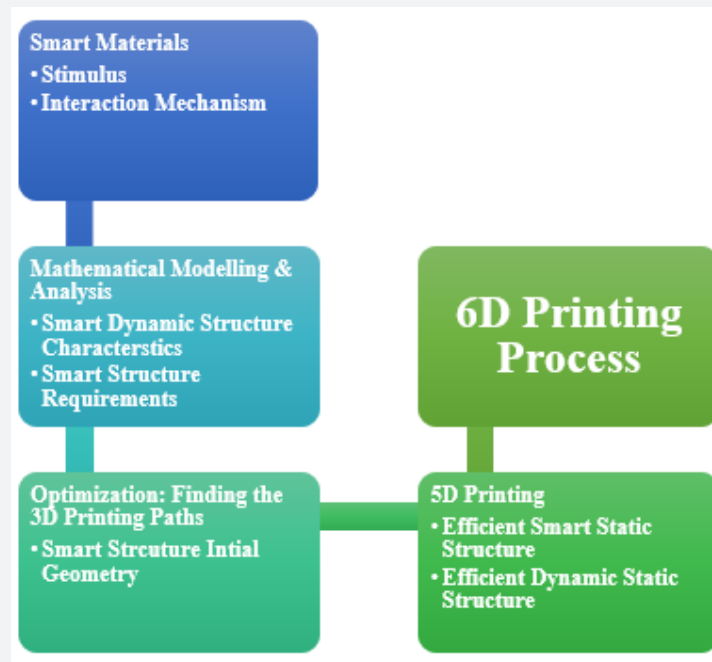 Smart Materials
• Stimulus
• Interaction Mechanism
Mathematical Modelling &
Analysis
• Smart Dynamic Structure
Characterstics
• Smart Structure
Requirements
Optimization: Finding the
3D Printing Paths
• Smart Strcuture Intial
Geometry
5D Printing
• Efficient Smart Static
Structure
• Efficient Dynamic Static
Structure
6D Printing
Process